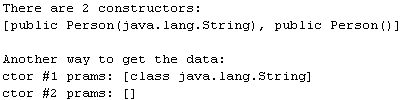 There are 2 constructors:
[public Person(java.lang.String), public Person()]
Another way to get the data:
ctor #1 prams: [class java.lang.String]
ctor #2 prams: []